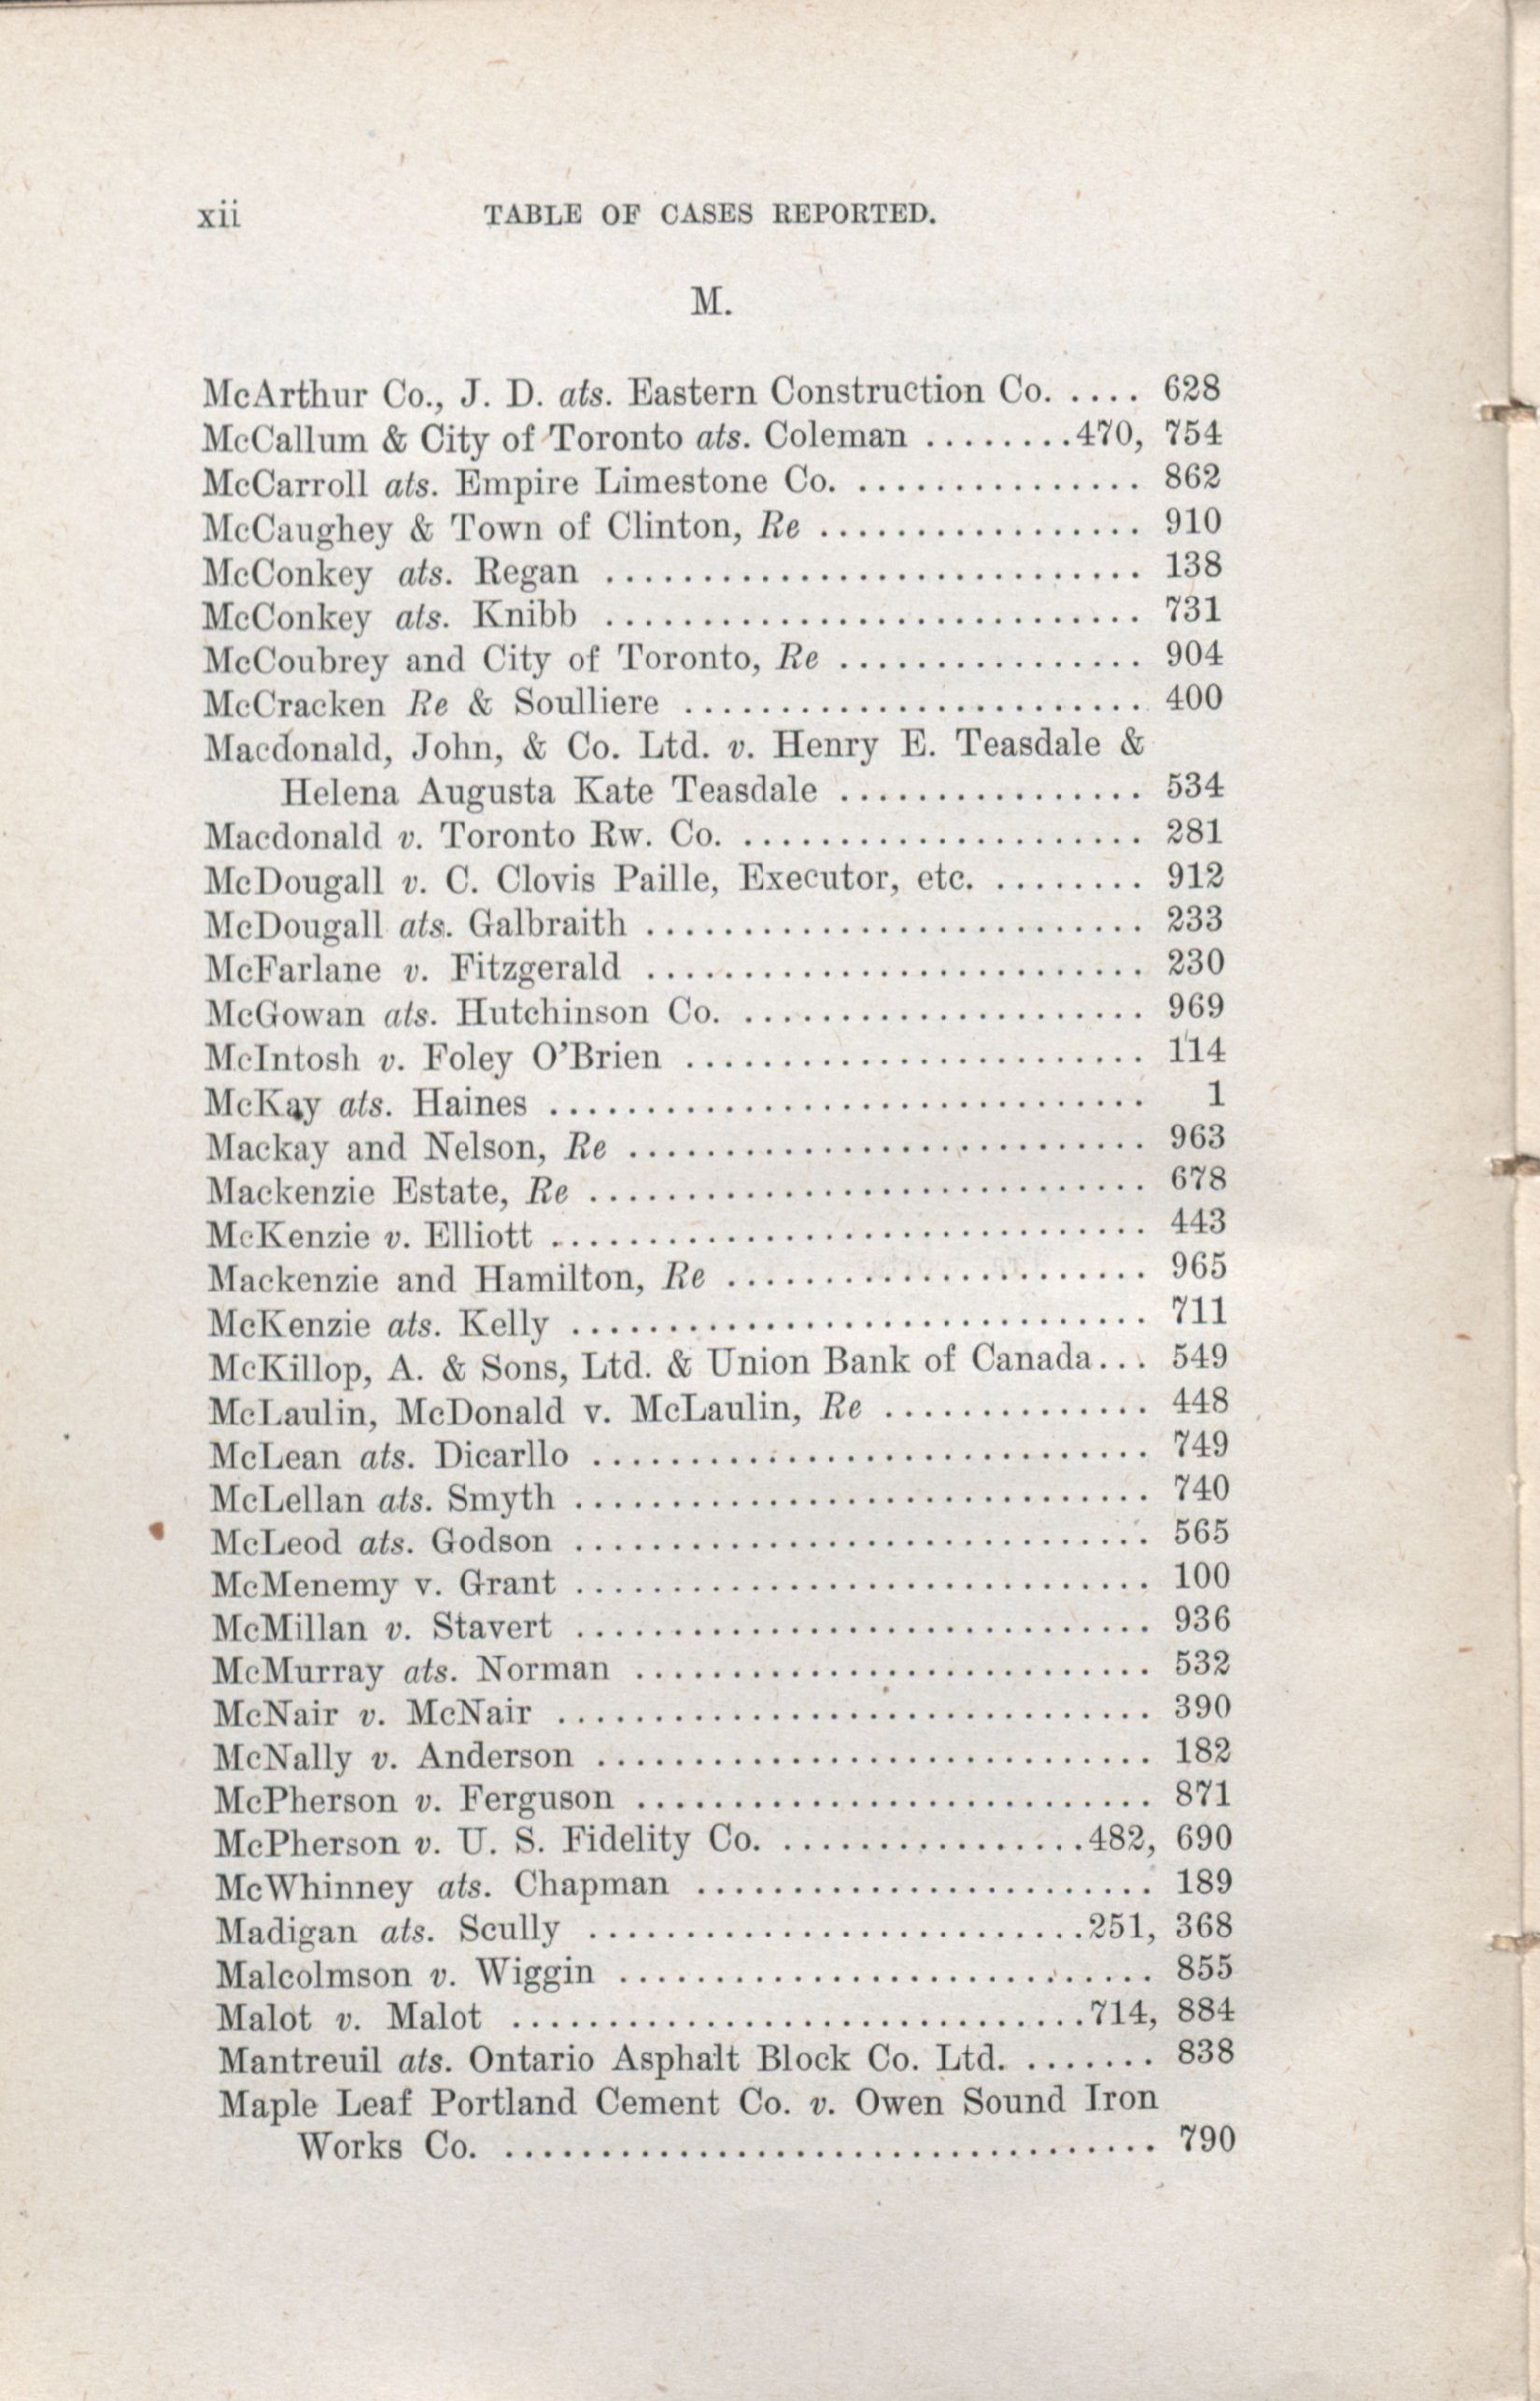 xii TABLE OF CASES REPORTED.
M.
McArthur Co., J. D. ats. Eastern Construction Co. .... 628
McCallum & City of Toronto ats. Coleman ........470, 754
McCarroll ats. Empire Limestone Co. ............... 862
McCaughey & Town of Clinton, Re ................. 910
McConkey ats. Regan ............................ 138
McConkey ats. Knibb ............................ 731
McCoubrey and City of Toronto, Re ................ 904
McCracken Re & Soulliere ........................ 400
Macdonald, John, & Co. Ltd. v. Henry E. Teasdale &
Helena Augusta Kate Teasdale ................ 534
Macdonald v. Toronto Rw. Co. ..................... 281
McDougall v. C. Clovis Paille, Executor, etc. ........ 912
McDougall ats. Galbraith .......................... 233
McFarlane v. Fitzgerald .......................... 230
McGowan ats. Hutchinson Co. ..................... 969
McIntosh v. Foley O'Brien ........................ 114
McKay ats. Haines ............................... 1
Mackay and Nelson, Re ........................... 963
Mackenzie Estate, Re ............................. 678
McKenzie v. Elliott ............................... 443
Mackenzie and Hamilton, Re ...................... 965
McKenzie ats. Kelly .............................. 711
McKillop, A. & Sons, Ltd. & Union Bank of Canada... 549
McLaulin, McDonald v. McLaulin, Re .............. 448
McLean ats. Dicarllo ............................. 749
McLellan ats. Smyth .............................. 740
McLeod ats. Godson .............................. 565
McMenemy v. Grant .............................. 100
McMillan v. Stavert .............................. 936
McMurray ats. Norman ........................... 532
McNair v. McNair ............................... 390
McNally v. Anderson ............................. 182
McPherson v. Ferguson ........................... 871
McPherson v. U. S. Fidelity Co. ................482, 690
McWhinney ats. Chapman ........................ 189
Madigan ats. Scully ..........................251, 368
Malcolmson v. Wiggin ............................ 855
Malot v. Malot ..............................714, 884
Mantreuil ats. Ontario Asphalt Block Co. Ltd. ....... 838
Maple Leaf Portland Cement Co. v. Owen Sound Iron
Works Co. .................................. 790